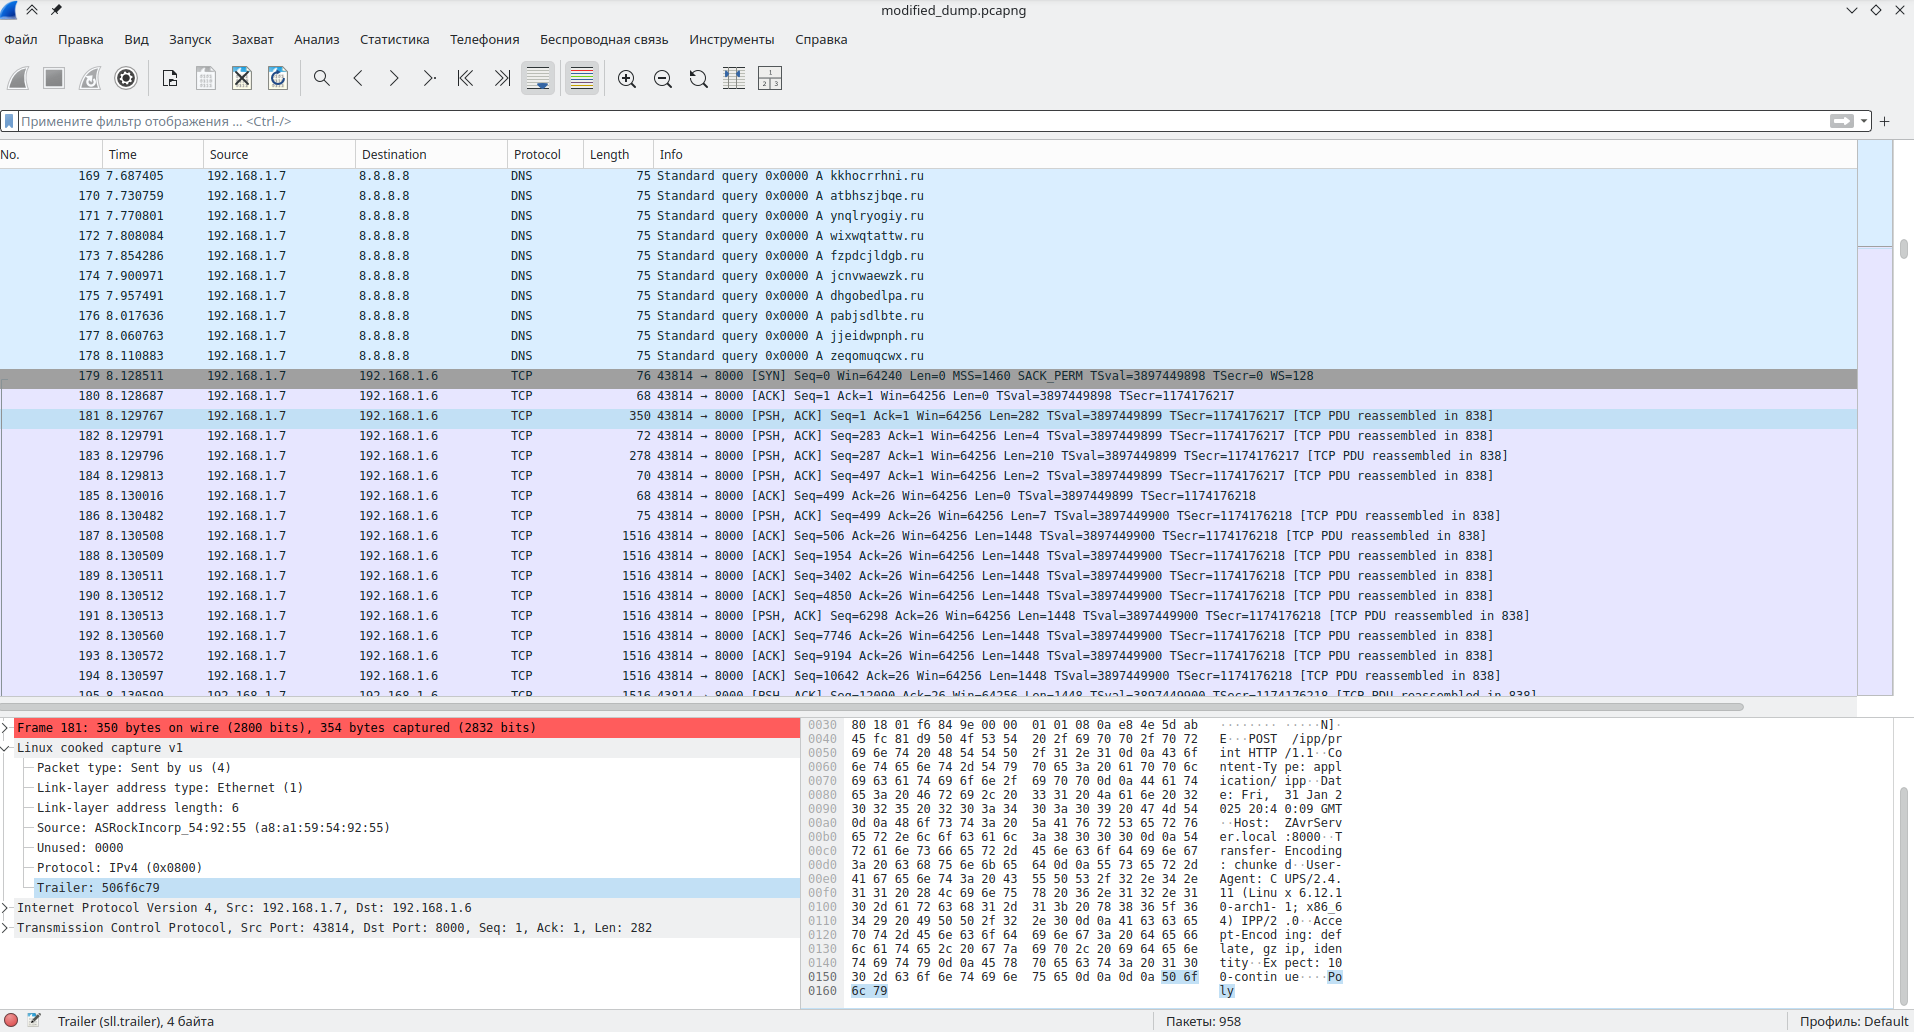 modified_dump.pcapng
Файл Правка Вид Запуск Захват Анализ Статистика Телефония Беспроводная связь Инструменты Справка
Примените фильтр отображения ... <Ctrl-/>
No. Time Source Destination Protocol Length Info
169 7.687405 192.168.1.7 8.8.8.8 DNS 75 Standard query 0x0000 A kkhocrrhni.ru
170 7.730759 192.168.1.7 8.8.8.8 DNS 75 Standard query 0x0000 A atbhszjbqe.ru
171 7.770801 192.168.1.7 8.8.8.8 DNS 75 Standard query 0x0000 A ynqlryogiy.ru
172 7.808084 192.168.1.7 8.8.8.8 DNS 75 Standard query 0x0000 A wixwqtattw.ru
173 7.854286 192.168.1.7 8.8.8.8 DNS 75 Standard query 0x0000 A fzpdcjldgb.ru
174 7.900971 192.168.1.7 8.8.8.8 DNS 75 Standard query 0x0000 A jcnvwaewzk.ru
175 7.957491 192.168.1.7 8.8.8.8 DNS 75 Standard query 0x0000 A dhgobedlpa.ru
176 8.017636 192.168.1.7 8.8.8.8 DNS 75 Standard query 0x0000 A pabjsdlbte.ru
177 8.060763 192.168.1.7 8.8.8.8 DNS 75 Standard query 0x0000 A jjeidwpnph.ru
178 8.110883 192.168.1.7 8.8.8.8 DNS 75 Standard query 0x0000 A zeqomuqcwx.ru
179 8.128511 192.168.1.7 192.168.1.6 TCP 76 43814 → 8000 [SYN] Seq=0 Win=64240 Len=0 MSS=1460 SACK_PERM TSval=3897449898 TSecr=0 WS=128
180 8.128687 192.168.1.7 192.168.1.6 TCP 68 43814 → 8000 [ACK] Seq=1 Ack=1 Win=64256 Len=0 TSval=3897449898 TSecr=1174176217
181 8.129767 192.168.1.7 192.168.1.6 TCP 350 43814 → 8000 [PSH, ACK] Seq=1 Ack=1 Win=64256 Len=282 TSval=3897449899 TSecr=1174176217 [TCP PDU reassembled in 838]
182 8.129791 192.168.1.7 192.168.1.6 TCP 72 43814 → 8000 [PSH, ACK] Seq=283 Ack=1 Win=64256 Len=4 TSval=3897449899 TSecr=1174176217 [TCP PDU reassembled in 838]
183 8.129796 192.168.1.7 192.168.1.6 TCP 278 43814 → 8000 [PSH, ACK] Seq=287 Ack=1 Win=64256 Len=210 TSval=3897449899 TSecr=1174176217 [TCP PDU reassembled in 838]
184 8.129813 192.168.1.7 192.168.1.6 TCP 70 43814 → 8000 [PSH, ACK] Seq=497 Ack=1 Win=64256 Len=2 TSval=3897449899 TSecr=1174176217 [TCP PDU reassembled in 838]
185 8.130016 192.168.1.7 192.168.1.6 TCP 68 43814 → 8000 [ACK] Seq=499 Ack=26 Win=64256 Len=0 TSval=3897449899 TSecr=1174176218
186 8.130482 192.168.1.7 192.168.1.6 TCP 75 43814 → 8000 [PSH, ACK] Seq=499 Ack=26 Win=64256 Len=7 TSval=3897449900 TSecr=1174176218 [TCP PDU reassembled in 838]
187 8.130508 192.168.1.7 192.168.1.6 TCP 1516 43814 → 8000 [ACK] Seq=506 Ack=26 Win=64256 Len=1448 TSval=3897449900 TSecr=1174176218 [TCP PDU reassembled in 838]
188 8.130509 192.168.1.7 192.168.1.6 TCP 1516 43814 → 8000 [ACK] Seq=1954 Ack=26 Win=64256 Len=1448 TSval=3897449900 TSecr=1174176218 [TCP PDU reassembled in 838]
189 8.130511 192.168.1.7 192.168.1.6 TCP 1516 43814 → 8000 [ACK] Seq=3402 Ack=26 Win=64256 Len=1448 TSval=3897449900 TSecr=1174176218 [TCP PDU reassembled in 838]
190 8.130512 192.168.1.7 192.168.1.6 TCP 1516 43814 → 8000 [ACK] Seq=4850 Ack=26 Win=64256 Len=1448 TSval=3897449900 TSecr=1174176218 [TCP PDU reassembled in 838]
191 8.130513 192.168.1.7 192.168.1.6 TCP 1516 43814 → 8000 [PSH, ACK] Seq=6298 Ack=26 Win=64256 Len=1448 TSval=3897449900 TSecr=1174176218 [TCP PDU reassembled in 838]
192 8.130560 192.168.1.7 192.168.1.6 TCP 1516 43814 → 8000 [ACK] Seq=7746 Ack=26 Win=64256 Len=1448 TSval=3897449900 TSecr=1174176218 [TCP PDU reassembled in 838]
193 8.130572 192.168.1.7 192.168.1.6 TCP 1516 43814 → 8000 [ACK] Seq=9194 Ack=26 Win=64256 Len=1448 TSval=3897449900 TSecr=1174176218 [TCP PDU reassembled in 838]
194 8.130597 192.168.1.7 192.168.1.6 TCP 1516 43814 → 8000 [ACK] Seq=10642 Ack=26 Win=64256 Len=1448 TSval=3897449900 TSecr=1174176218 [TCP PDU reassembled in 838]
195 8.130599 192.168.1.7 192.168.1.6 TCP 1516 43814 → 8000 [PSH, ACK] Seq=12090 Ack=26 Win=64256 Len=1448 TSval=3897449900 TSecr=1174176218 [TCP PDU reassembled in 838]
Frame 181: 350 bytes on wire (2800 bits), 354 bytes captured (2832 bits)
Linux cooked capture v1
Packet type: Sent by us (4)
Link-layer address type: Ethernet (1)
Link-layer address length: 6
Source: ASRockIncorp_54:92:55 (a8:a1:59:54:92:55)
Unused: 0000
Protocol: IPv4 (0x0800)
Trailer: 506f6c79
Internet Protocol Version 4, Src: 192.168.1.7, Dst: 192.168.1.6
Transmission Control Protocol, Src Port: 43814, Dst Port: 8000, Seq: 1, Ack: 1, Len: 282
0030 80 18 01 f6 84 9e 00 00 01 01 08 0a e8 4e 5d ab ········ ·····N]·
0040 45 fc 81 d9 50 4f 53 54 20 2f 69 70 70 2f 70 72 E···POST /ipp/pr
0050 69 6e 74 20 48 54 54 50 2f 31 2e 31 0d 0a 43 6f int HTTP /1.1··Co
0060 6e 74 65 6e 74 2d 54 79 70 65 3a 20 61 70 70 6c ntent-Ty pe: appl
0070 69 63 61 74 69 6f 6e 2f 69 70 70 0d 0a 44 61 74 ication/ ipp··Dat
0080 65 3a 20 46 72 69 2c 20 33 31 20 4a 61 6e 20 32 e: Fri,  31 Jan 2
0090 30 32 35 20 32 30 3a 34 30 3a 30 39 20 47 4d 54 025 20:4 0:09 GMT
00a0 0d 0a 48 6f 73 74 3a 20 5a 41 76 72 53 65 72 76 ··Host:  ZAvrServ
00b0 65 72 2e 6c 6f 63 61 6c 3a 38 30 30 30 0d 0a 54 er.local :8000··T
00c0 72 61 6e 73 66 65 72 2d 45 6e 63 6f 64 69 6e 67 ransfer- Encoding
00d0 3a 20 63 68 75 6e 6b 65 64 0d 0a 55 73 65 72 2d : chunke d··User-
00e0 41 67 65 6e 74 3a 20 43 55 50 53 2f 32 2e 34 2e Agent: C UPS/2.4.
00f0 31 31 20 28 4c 69 6e 75 78 20 36 2e 31 32 2e 31 11 (Linu x 6.12.1
0100 30 2d 61 72 63 68 31 2d 31 3b 20 78 38 36 5f 36 0-arch1- 1; x86_6
0110 34 29 20 49 50 50 2f 32 2e 30 0d 0a 41 63 63 65 4) IPP/2 .0··Acce
0120 70 74 2d 45 6e 63 6f 64 69 6e 67 3a 20 64 65 66 pt-Encod ing: def
0130 6c 61 74 65 2c 20 67 7a 69 70 2c 20 69 64 65 6e late, gz ip, iden
0140 74 69 74 79 0d 0a 45 78 70 65 63 74 3a 20 31 30 tity··Ex pect: 10
0150 30 2d 63 6f 6e 74 69 6e 75 65 0d 0a 0d 0a 50 6f 0-contin ue····Po
0160 6c 79 ly
Trailer (sll.trailer), 4 байта Пакеты: 958 Профиль: Default